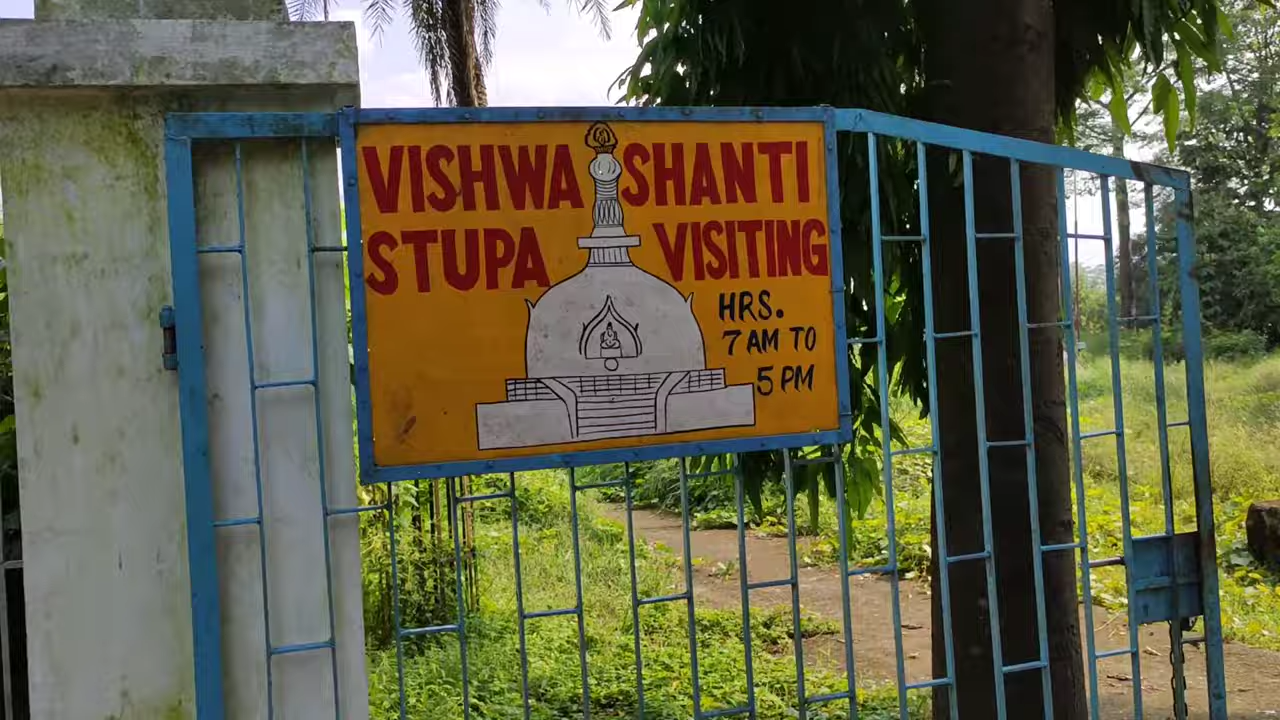 VISHWA SHANTI
STUPA VISITING
HRS.
7 AM TO
5 PM